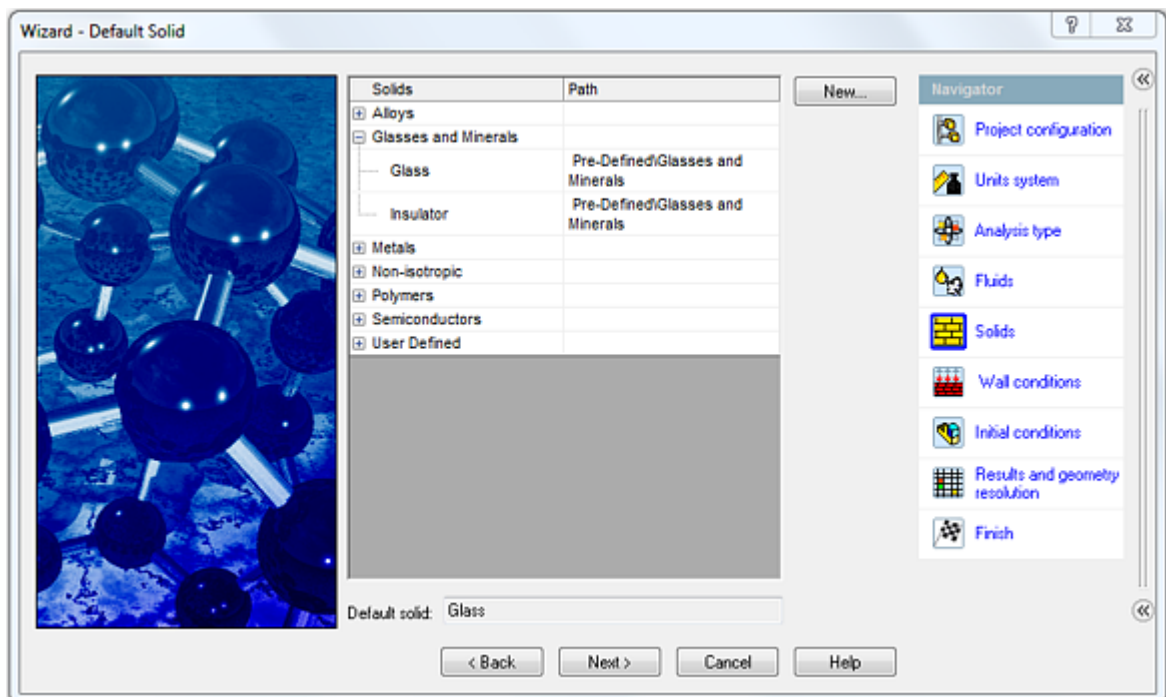 Wizard - Default Solid
Solids Path
Alloys
Glasses and Minerals
Glass Pre-Defined\Glasses and
Minerals
Insulator Pre-Defined\Glasses and
Minerals
Metals
Non-isotropic
Polymers
Semiconductors
User Defined
New...
Default solid: Glass
< Back Next > Cancel Help
Navigator
Project configuration
Units system
Analysis type
Fluids
Solids
Wall conditions
Initial conditions
Results and geometry
resolution
Finish